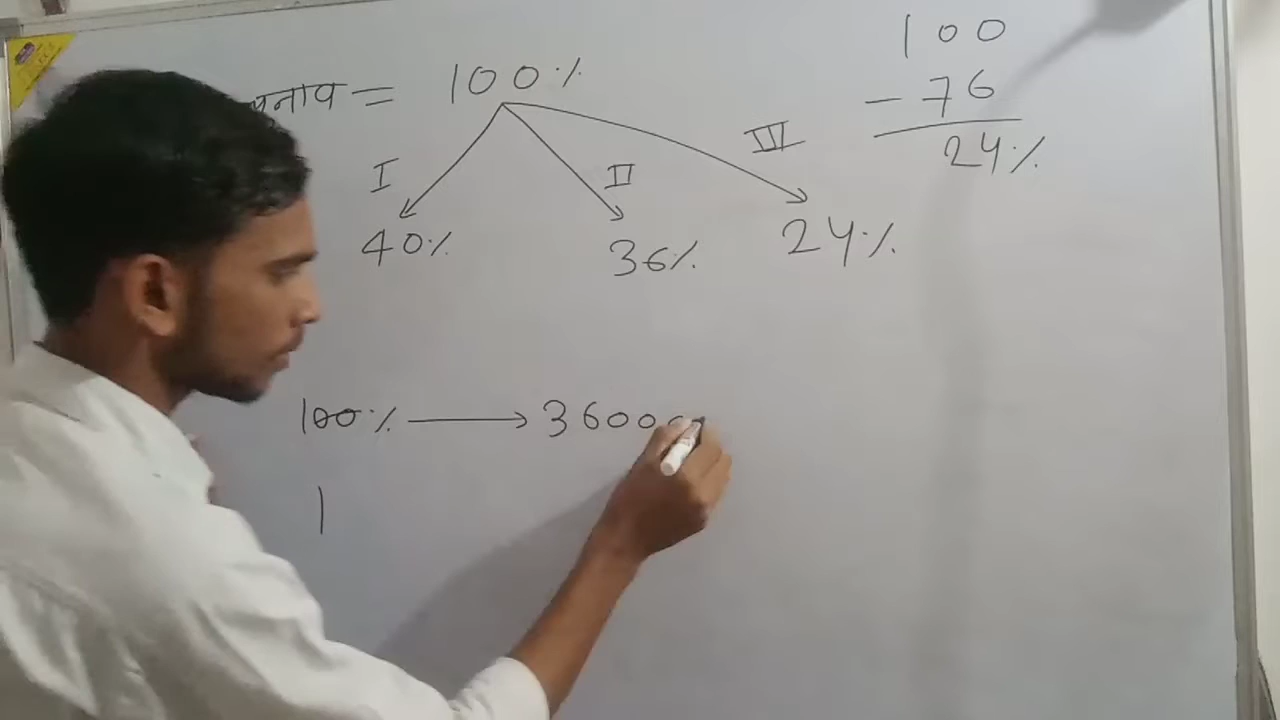 = 100%
I II III
40% 36% 24%
100
- 76
24%
100% → 3600
1